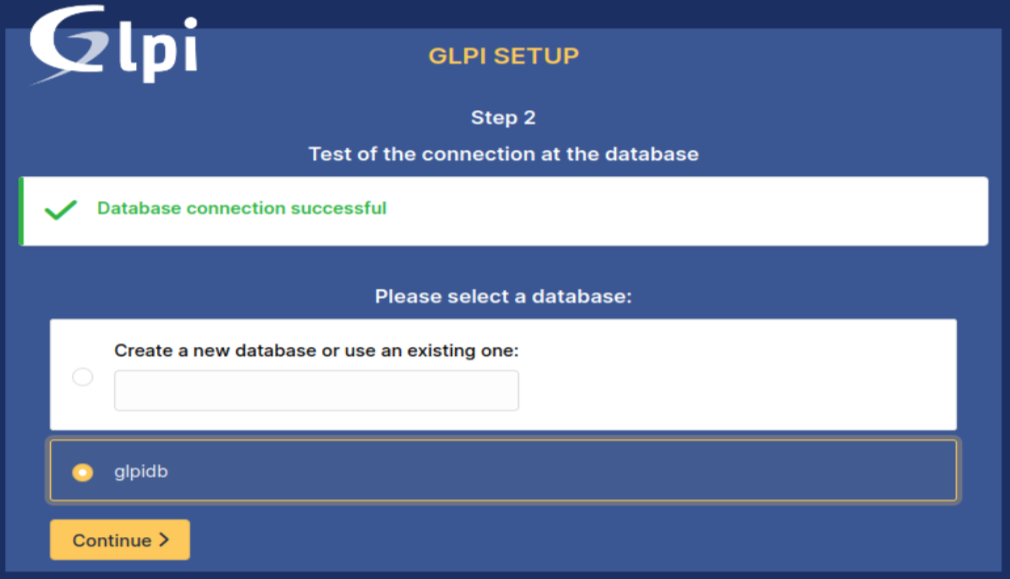 Glpi
GLPI SETUP
Step 2
Test of the connection at the database
Database connection successful
Please select a database:
Create a new database or use an existing one:
glpidb
Continue >